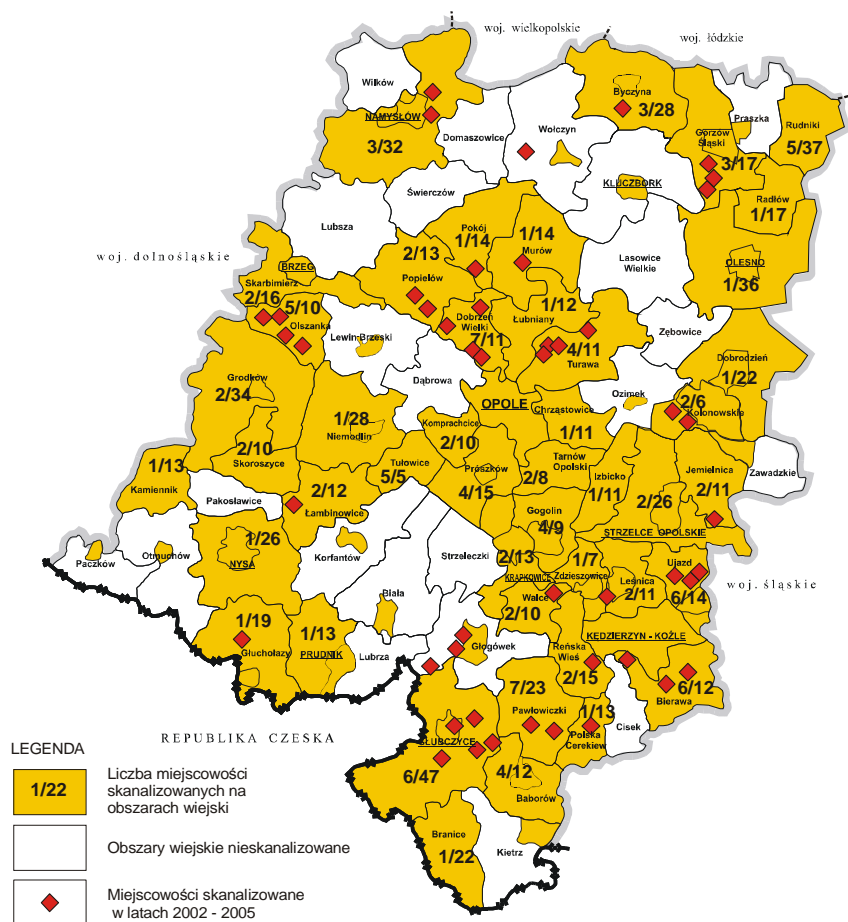 woj. wielkopolskie
woj. łódzkie
Wilków
Byczyna
3/28
Praszka
NAMYSŁÓW
Domaszowice
Wołczyn
Gorzów
Śląski
Rudniki
5/37
3/32
3/17
KLUCZBORK
Świerczów
Radłów
1/17
Lubsza
Pokój
1/14
1/14
Murów
Lasowice
Wielkie
woj. dolnośląskie
2/13
BRZEG
OLESNO
1/36
Skarbimierz
2/16
Popielów
5/10
Olszanka
1/12
Łubniany
Dobrzeń
Wielki
7/11
Lewin Brzeski
4/11
Turawa
Zębowice
Dobrodzień
1/22
Dąbrowa
Grodków
2/34
Ozimek
2/6
Kolonowskie
OPOLE
Chrząstowice
1/11
1/28
Niemodlin
Komprachcice
2/10
2/10
Skoroszyce
Tułowice
5/5
Prószków
4/15
Tarnów
Opolski
2/8
Izbicko
1/11
Jemielnica
2/11
Zawadzkie
1/13
Kamiennik
Pakosławice
2/12
Łambinowice
2/26
STRZELCE OPOLSKIE
Gogolin
4/9
1/26
NYSA
Paczków
Otmuchów
Korfantów
Strzeleczki
2/13
KRAPKOWICE
1/7
Zdzieszowice
Leśnica
2/11
Ujazd
6/14
woj. śląskie
Biała
Walce
2/10
1/19
Głuchołazy
1/13
PRUDNIK
Lubrza
Głogówek
KĘDZIERZYN - KOŹLE
Reńska
Wieś
2/15
6/12
Bierawa
7/23
Pawłowiczki
1/13
Polska
Cerekiew
Cisek
REPUBLIKA CZESKA
GŁUBCZYCE
6/47
4/12
Baborów
Branice
1/22
Kietrz
LEGENDA
1/22
Liczba miejscowości
skanalizowanych na
obszarach wiejski
Obszary wiejskie nieskanalizowane
Miejscowości skanalizowane
w latach 2002 - 2005